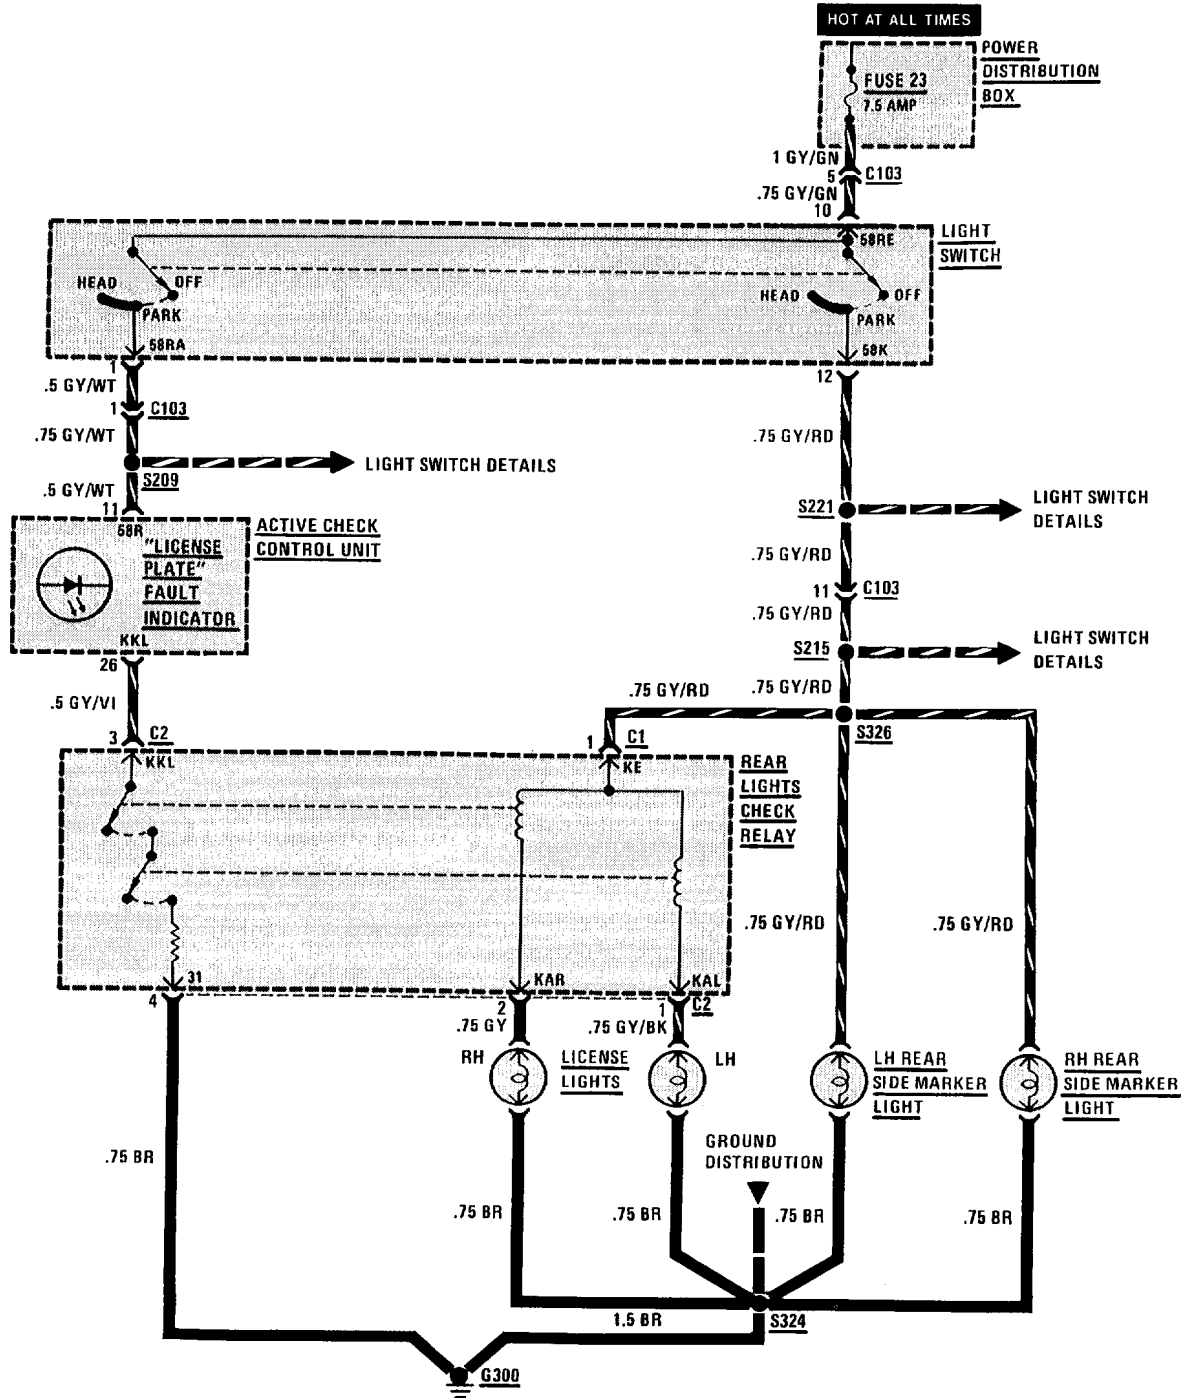 HOT AT ALL TIMES
POWER
DISTRIBUTION
BOX
FUSE 23
7.5 AMP
1 GY/GN
5
C103
.75 GY/GN
10
LIGHT
SWITCH
58RE
HEAD
OFF
PARK
58RA
HEAD
OFF
PARK
58K
1
.5 GY/WT
1
C103
.75 GY/WT
S209
LIGHT SWITCH DETAILS
.5 GY/WT
11
12
.75 GY/RD
S221
LIGHT SWITCH
DETAILS
.75 GY/RD
11
C103
.75 GY/RD
S215
LIGHT SWITCH
DETAILS
.75 GY/RD
58R
"LICENSE
PLATE"
FAULT
INDICATOR
ACTIVE CHECK
CONTROL UNIT
KKL
26
.5 GY/VI
3
C2
.75 GY/RD
S326
1
C1
KKL
KE
REAR
LIGHTS
CHECK
RELAY
.75 GY/RD
.75 GY/RD
31
KAR
KAL
4
2
1
C2
.75 GY
.75 GY/BK
RH
LICENSE
LIGHTS
LH
LH REAR
SIDE MARKER
LIGHT
RH REAR
SIDE MARKER
LIGHT
GROUND
DISTRIBUTION
.75 BR
.75 BR
.75 BR
.75 BR
.75 BR
1.5 BR
S324
G300